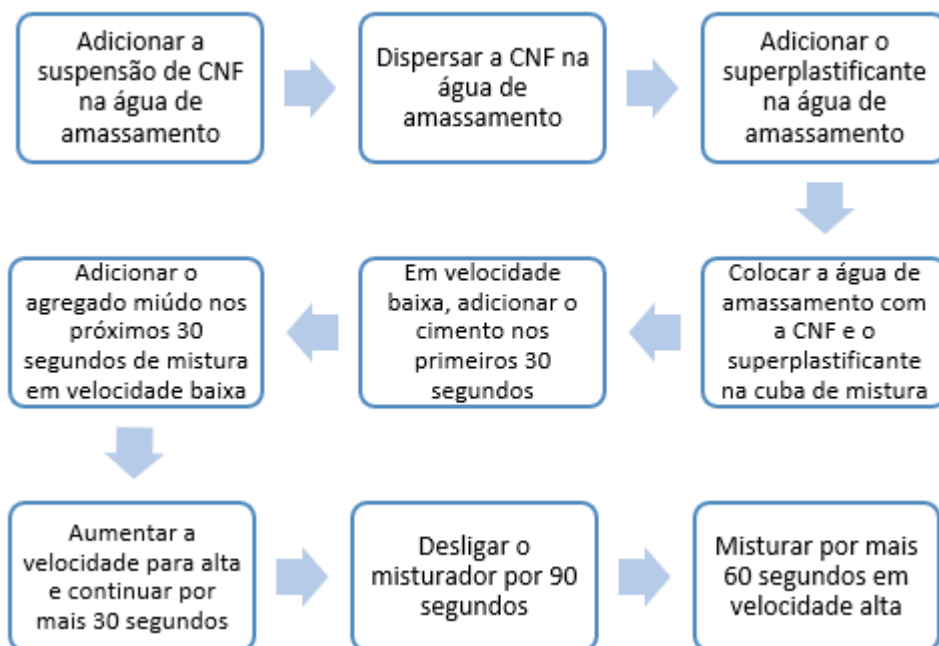 Adicionar a
suspensão de CNF
na água de
amassamento
Dispersar a CNF na
água de
amassamento
Adicionar o
superplastificante
na água de
amassamento
Colocar a água de
amassamento com
a CNF e o
superplastificante
na cuba de mistura
Em velocidade
baixa, adicionar o
cimento nos
primeiros 30
segundos
Adicionar o
agregado miúdo nos
próximos 30
segundos de mistura
em velocidade baixa
Aumentar a
velocidade para alta
e continuar por
mais 30 segundos
Desligar o
misturador por 90
segundos
Misturar por mais
60 segundos em
velocidade alta